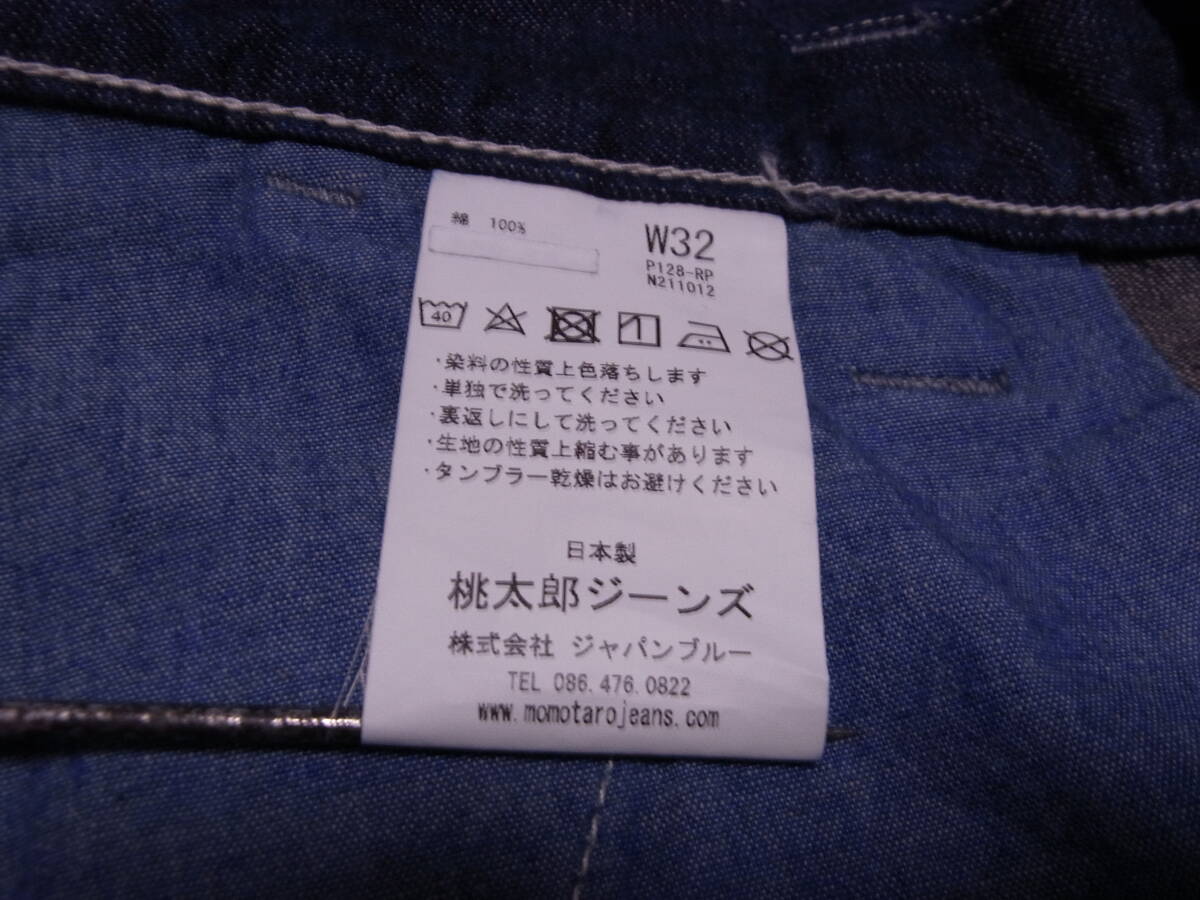 綿 100%
W32
P128-RP
N211012
40
・染料の性質上色落ちします
・単独で洗ってください
・裏返しにして洗ってください
・生地の性質上縮む事があります
・タンブラー乾燥はお避けください
日本製
桃太郎ジーンズ
株式会社 ジャパンブルー
TEL 086.476.0822
www.momotarojeans.com